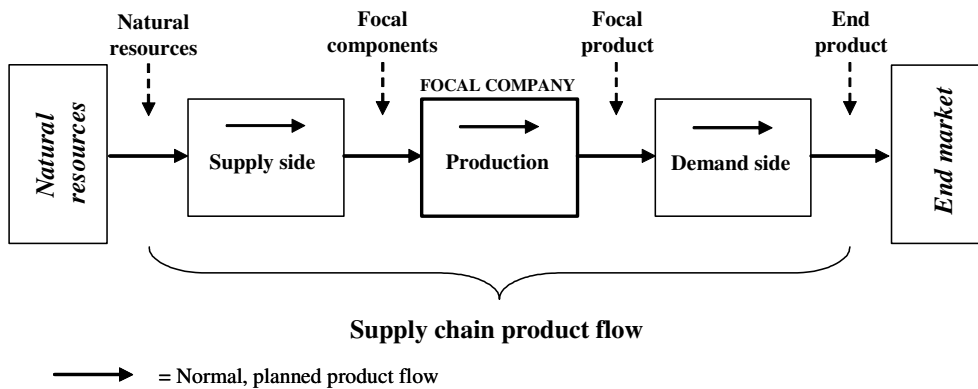 Natural
resources
Focal
components
Focal
product
End
product
FOCAL COMPANY
Natural
resources
Supply side
Production
Demand side
End market
Supply chain product flow
= Normal, planned product flow